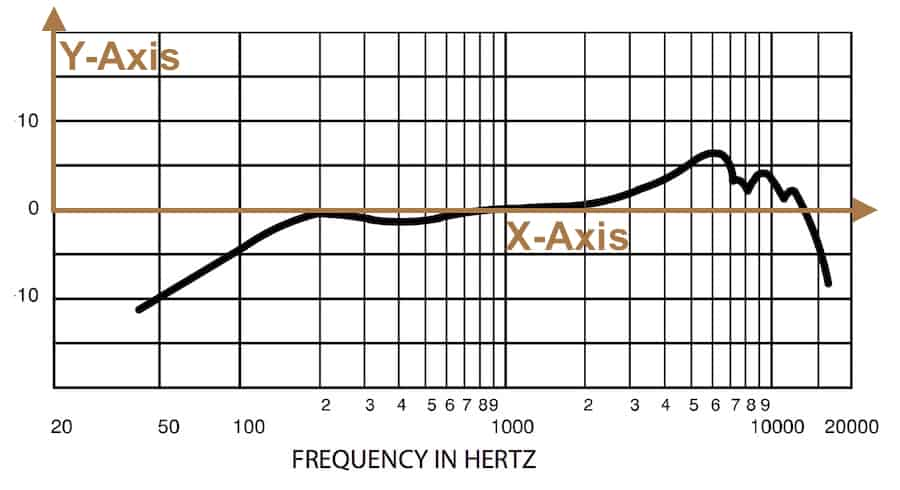 Y-Axis
10
0
X-Axis
-10
2 3 4 5 6 7 8 9 2 3 4 5 6 7 8 9
20 50 100 1000 10000 20000
FREQUENCY IN HERTZ